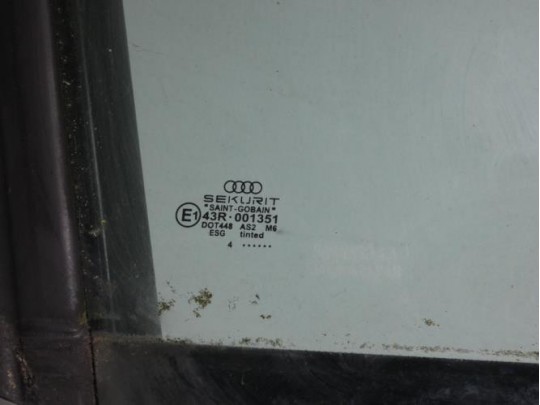 SEKURIT
"SAINT-GOBAIN"
E1 43R-001351
DOT448 AS2 M6
ESG tinted
4 ......